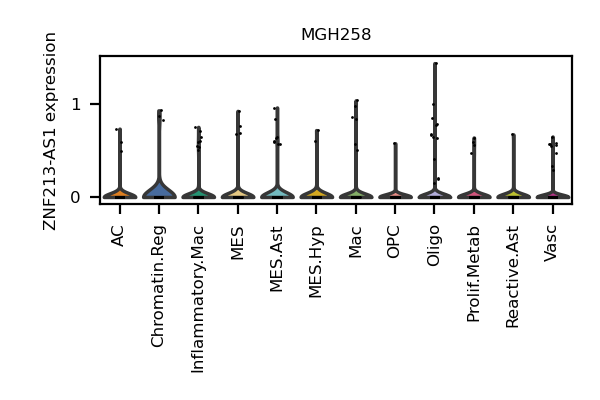 MGH258
ZNF213-AS1 expression
1
0
AC
Chromatin.Reg
Inflammatory.Mac
MES
MES.Ast
MES.Hyp
Mac
OPC
Oligo
Prolif.Metab
Reactive.Ast
Vasc